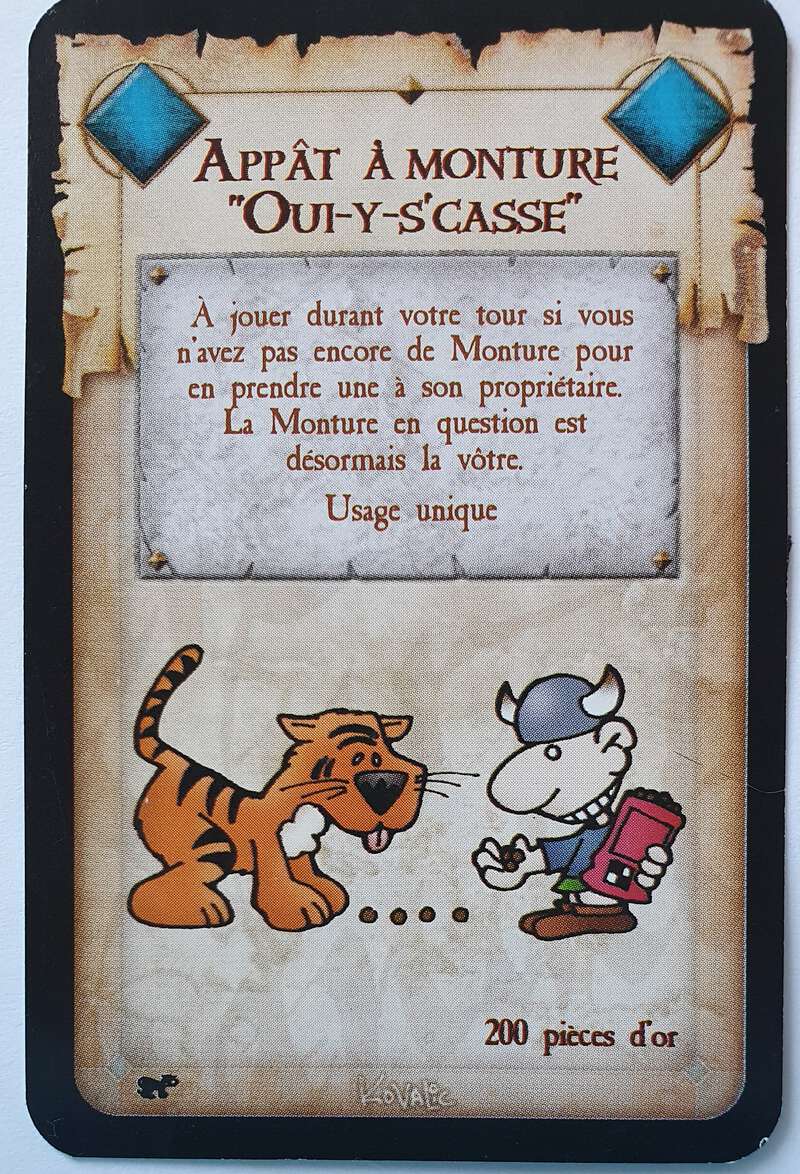 Appât à monture
"Oui-y-s'casse"
À jouer durant votre tour si vous
n'avez pas encore de Monture pour
en prendre une à son propriétaire.
La Monture en question est
désormais la vôtre.
Usage unique
200 pièces d'or
Kovalic